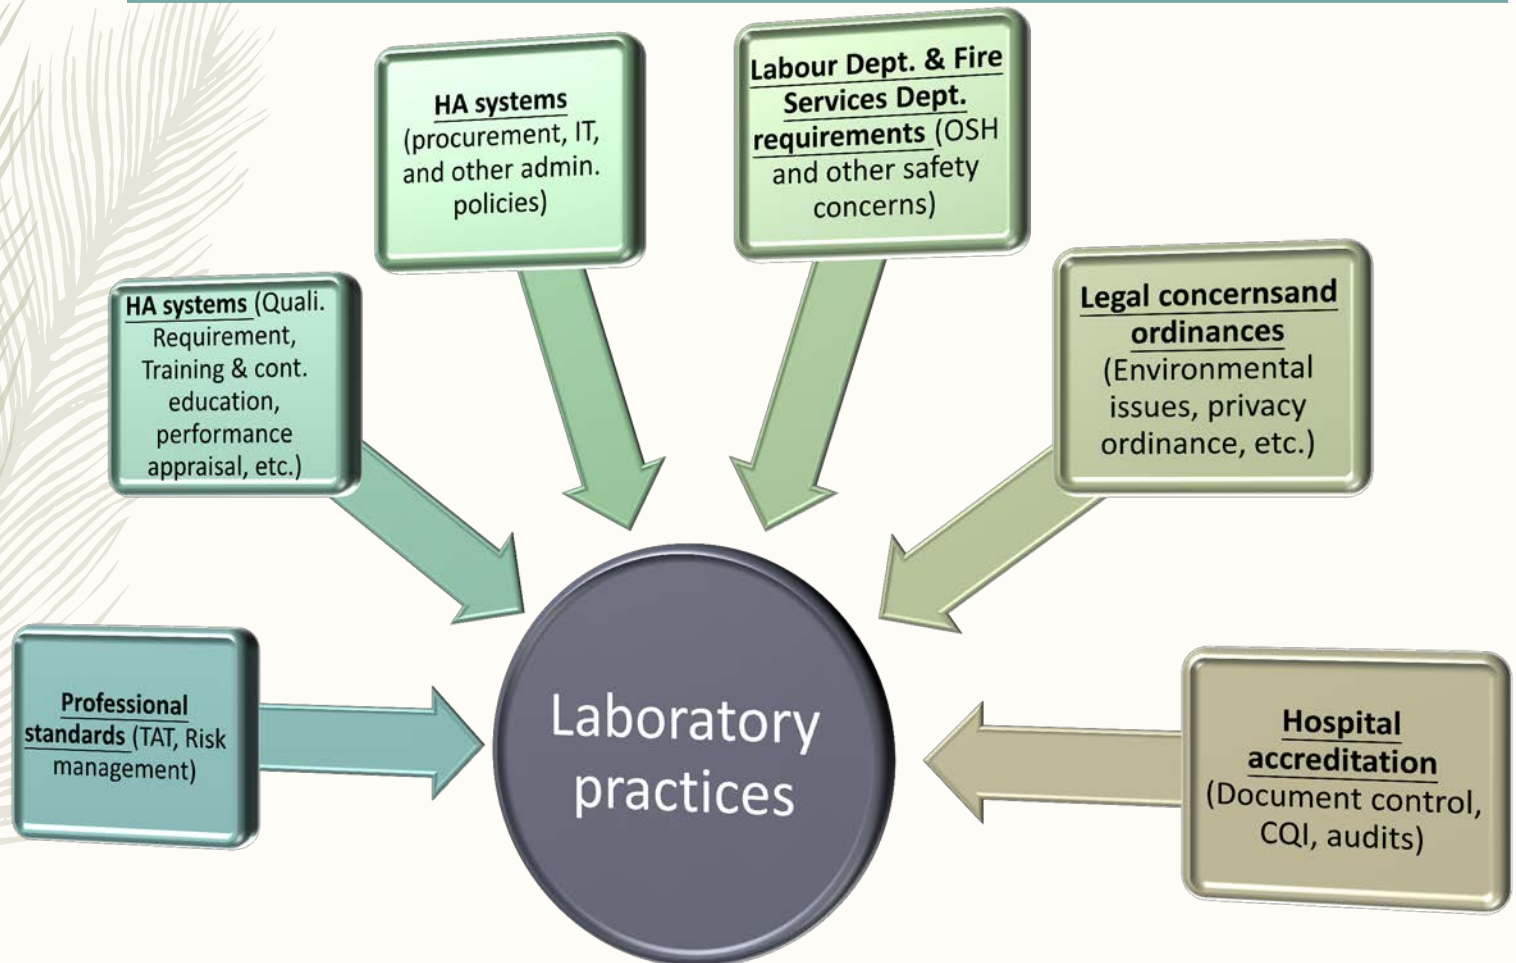 HA systems
(procurement, IT,
and other admin.
policies)
Labour Dept. & Fire
Services Dept.
requirements (OSH
and other safety
concerns)
HA systems (Quali.
Requirement,
Training & cont.
education,
performance
appraisal, etc.)
Legal concernsand
ordinances
(Environmental
issues, privacy
ordinance, etc.)
Professional
standards (TAT, Risk
management)
Laboratory
practices
Hospital
accreditation
(Document control,
CQI, audits)